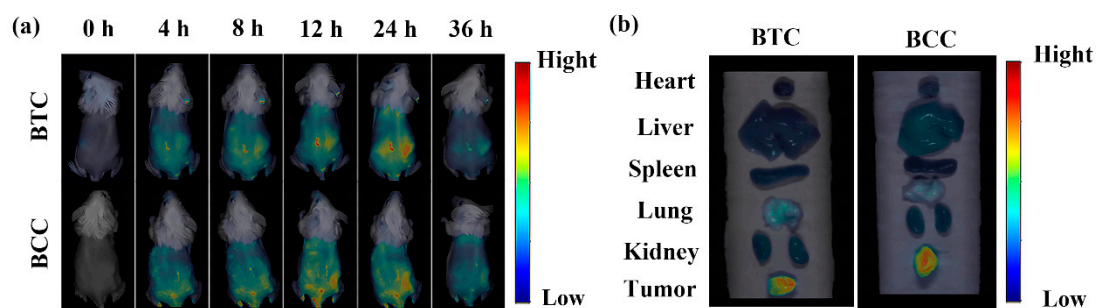 (a)
0 h 4 h 8 h 12 h 24 h 36 h
BTC
BCC
Hight
Low
(b)
BTC BCC
Heart
Liver
Spleen
Lung
Kidney
Tumor
Hight
Low